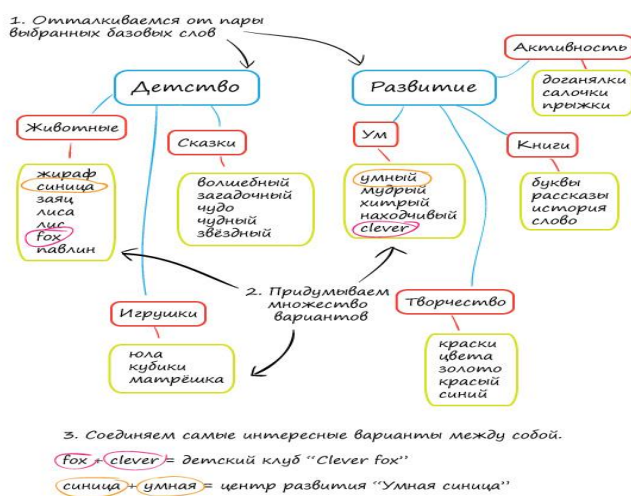 1. Отталкиваемся от пары
выбранных базовых слов
Детство
Развитие
Активность
доганялки
салочки
прыжки
Животные
жираф
синица
заяц
лиса
лис
fox
павлин
Сказки
волшебный
загадочный
чудо
чудный
звёздный
Ум
умный
мудрый
хитрый
находчивый
clever
Книги
буквы
рассказы
история
слово
2. Придумываем
множество
вариантов
Игрушки
юла
кубики
матрёшка
Творчество
краски
цвета
золото
красый
синий
3. Соединяем самые интересные варианты между собой.
fox + clever = детский клуб "Clever fox"
синица + умная = центр развития "Умная синица"